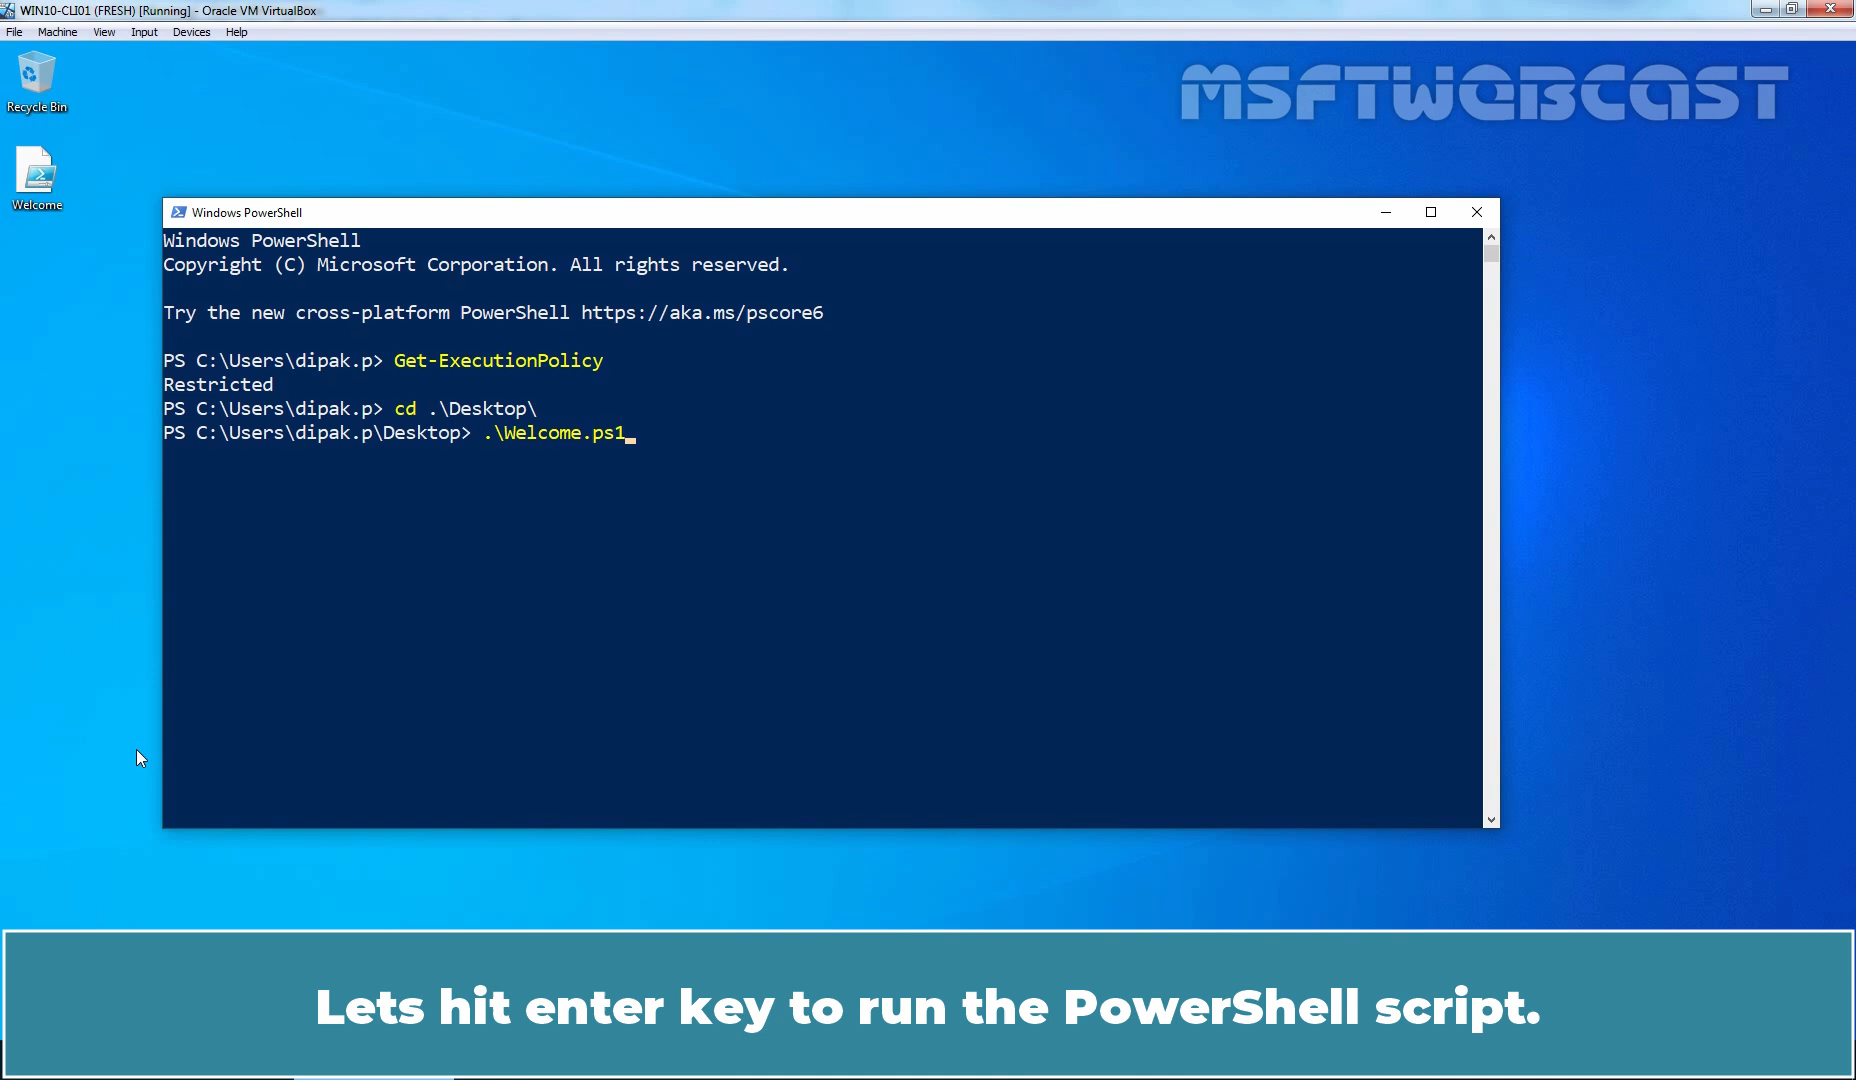 WIN10-CLI01 (FRESH) [Running] - Oracle VM VirtualBox
File Machine View Input Devices Help
MSFTWEBCAST
Recycle Bin
Welcome
Windows PowerShell
Windows PowerShell
Copyright (C) Microsoft Corporation. All rights reserved.
Try the new cross-platform PowerShell https://aka.ms/pscore6
PS C:\Users\dipak.p> Get-ExecutionPolicy
Restricted
PS C:\Users\dipak.p> cd .\Desktop\
PS C:\Users\dipak.p\Desktop> .\Welcome.ps1
Lets hit enter key to run the PowerShell script.